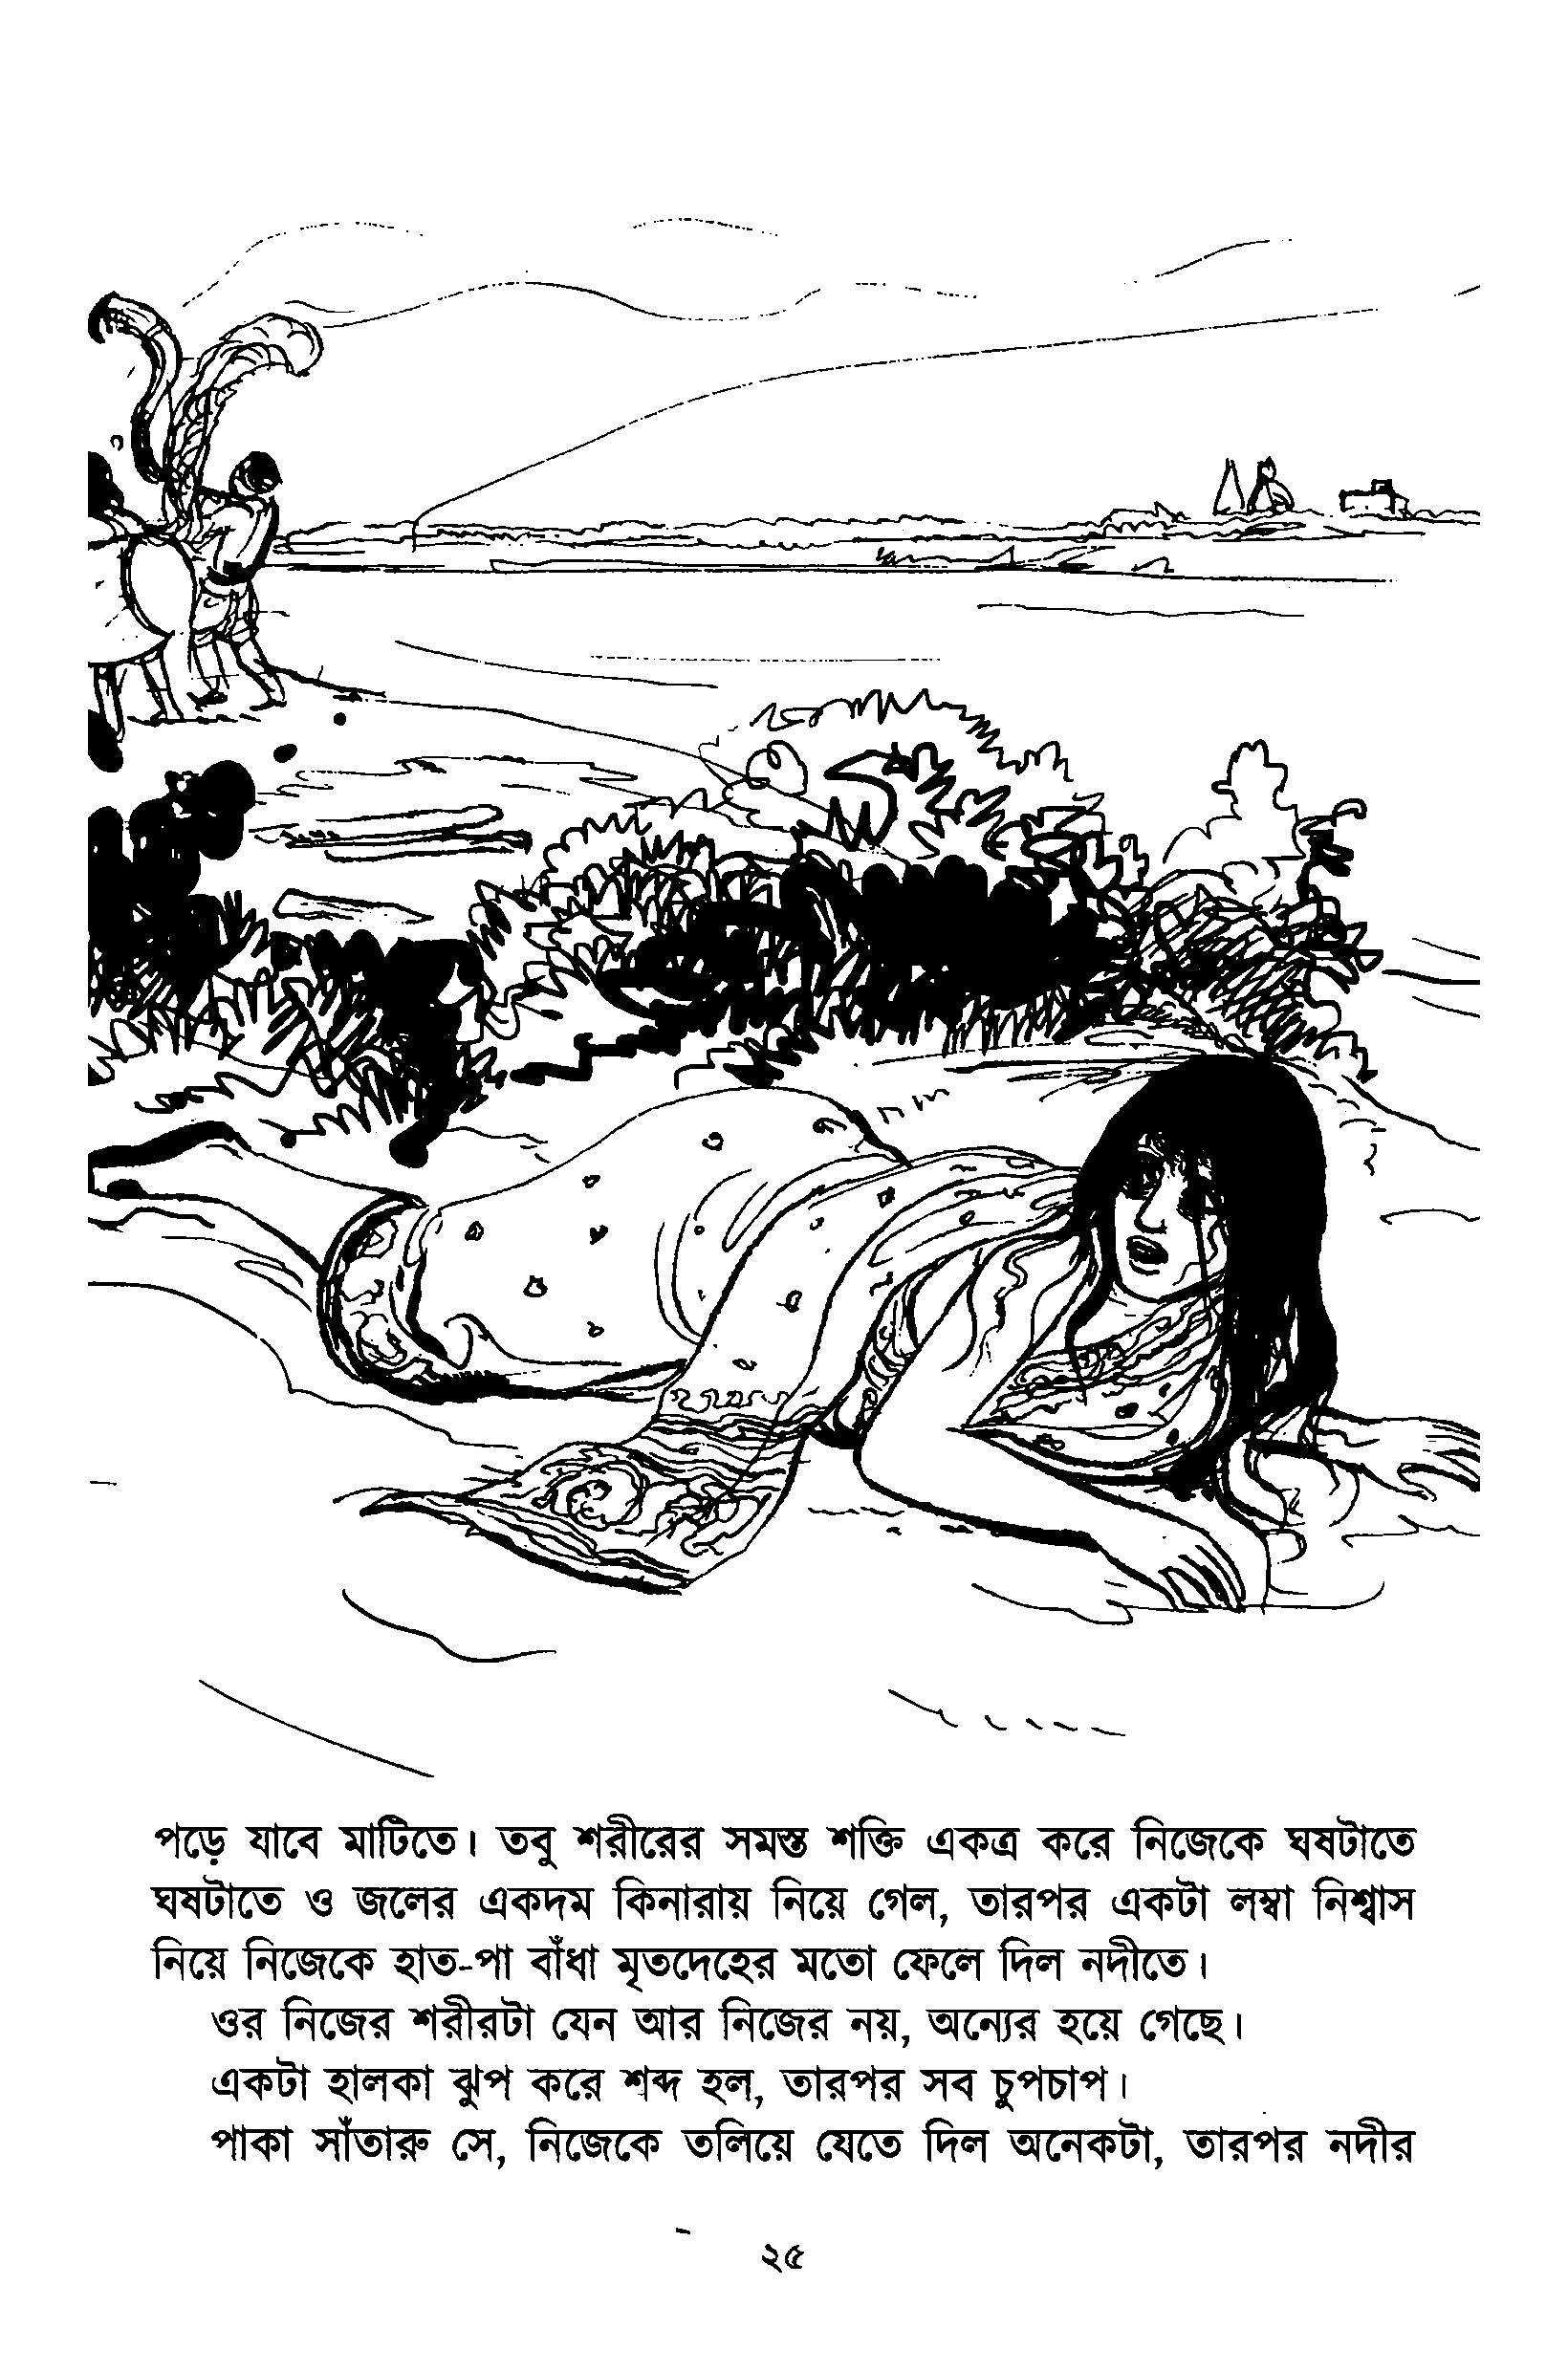 পড়ে যাবে মাটিতে। তবু শরীরের সমস্ত শক্তি একত্র করে নিজেকে ঘষটাতে
ঘষটাতে ও জলের একদম কিনারায় নিয়ে গেল, তারপর একটা লম্বা নিশ্বাস
নিয়ে নিজেকে হাত-পা বাঁধা মৃতদেহের মতো ফেলে দিল নদীতে।
ওর নিজের শরীরটা যেন আর নিজের নয়, অন্যের হয়ে গেছে।
একটা হালকা ঝুপ করে শব্দ হল, তারপর সব চুপচাপ।
পাকা সাঁতারু সে, নিজেকে তলিয়ে যেতে দিল অনেকটা, তারপর নদীর
২৫